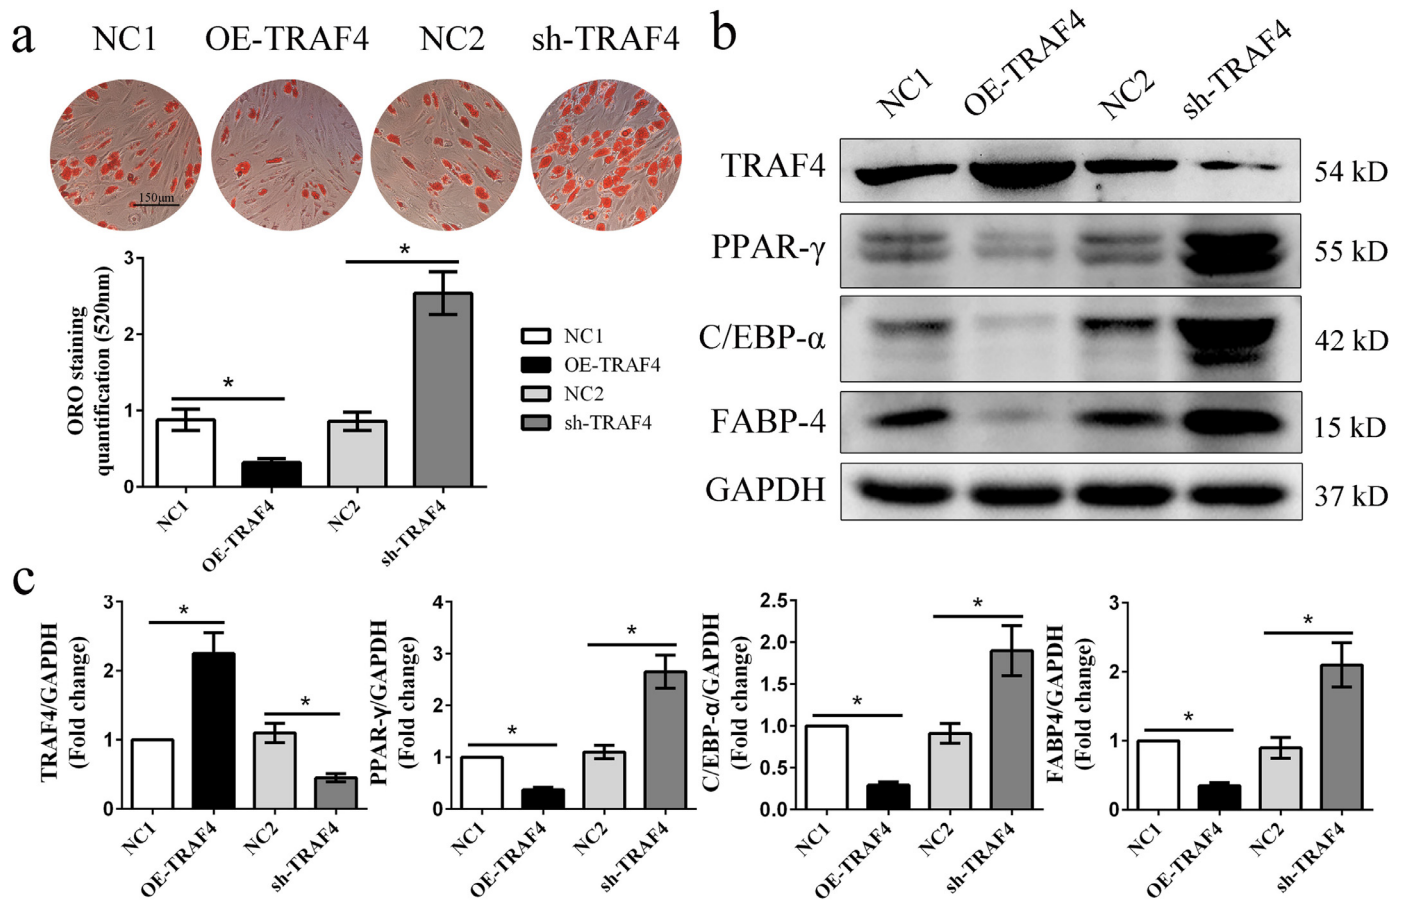 a
NC1 OE-TRAF4 NC2 sh-TRAF4
150μm
ORO staining
quantification (520nm)
3
2
1
0
*
*
NC1
OE-TRAF4
NC2
sh-TRAF4
NC1
OE-TRAF4
NC2
sh-TRAF4
b
NC1 OE-TRAF4 NC2 sh-TRAF4
TRAF4 54 kD
PPAR-γ 55 kD
C/EBP-α 42 kD
FABP-4 15 kD
GAPDH 37 kD
c
TRAF4/GAPDH
(Fold change)
3
2
1
0
*
*
NC1
OE-TRAF4
NC2
sh-TRAF4
PPAR-γ/GAPDH
(Fold change)
4
3
2
1
0
*
*
NC1
OE-TRAF4
NC2
sh-TRAF4
C/EBP-α/GAPDH
(Fold change)
2.5
2.0
1.5
1.0
0.5
0.0
*
*
NC1
OE-TRAF4
NC2
sh-TRAF4
FABP4/GAPDH
(Fold change)
3
2
1
0
*
*
NC1
OE-TRAF4
NC2
sh-TRAF4